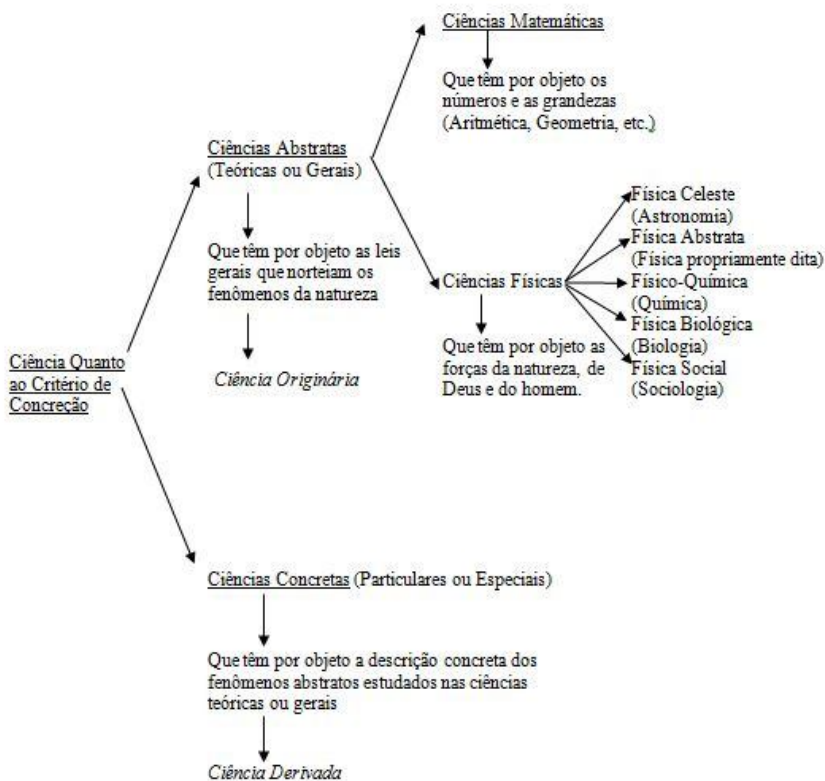 Ciências Matemáticas
Que têm por objeto os
números e as grandezas
(Aritmética, Geometria, etc.)
Ciências Abstratas
(Teóricas ou Gerais)
Que têm por objeto as leis
gerais que norteiam os
fenômenos da natureza
Ciência Originária
Ciências Físicas
Que têm por objeto as
forças da natureza, de
Deus e do homem.
Física Celeste
(Astronomia)
Física Abstrata
(Física propriamente dita)
Físico-Química
(Química)
Física Biológica
(Biologia)
Física Social
(Sociologia)
Ciência Quanto
ao Critério de
Concreção
Ciências Concretas (Particulares ou Especiais)
Que têm por objeto a descrição concreta dos
fenômenos abstratos estudados nas ciências
teóricas ou gerais
Ciência Derivada